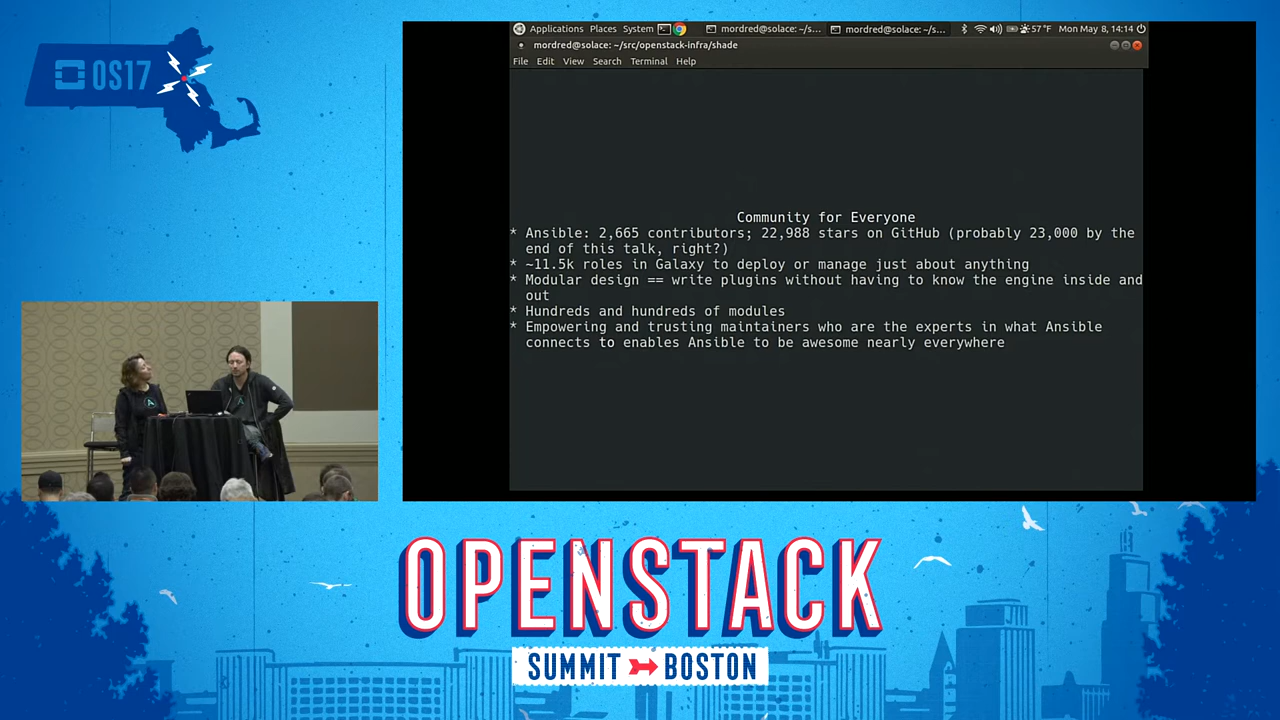 OS17
Applications Places System
mordred@solace: ~/s...
mordred@solace: ~/s...
57 °F
Mon May 8, 14:14
mordred@solace: ~/src/openstack-infra/shade
File Edit View Search Terminal Help
Community for Everyone
* Ansible: 2,665 contributors; 22,988 stars on GitHub (probably 23,000 by the
end of this talk, right?)
* ~11.5k roles in Galaxy to deploy or manage just about anything
* Modular design == write plugins without having to know the engine inside and
out
* Hundreds and hundreds of modules
* Empowering and trusting maintainers who are the experts in what Ansible
connects to enables Ansible to be awesome nearly everywhere
OPENSTACK
SUMMIT BOSTON